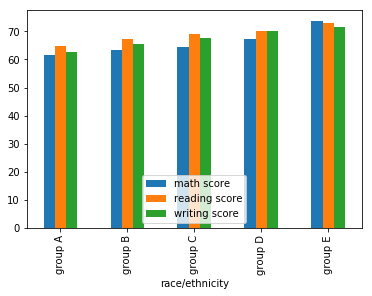 70
60
50
40
30
20
10
0
math score
reading score
writing score
group A
group B
group C
group D
group E
race/ethnicity